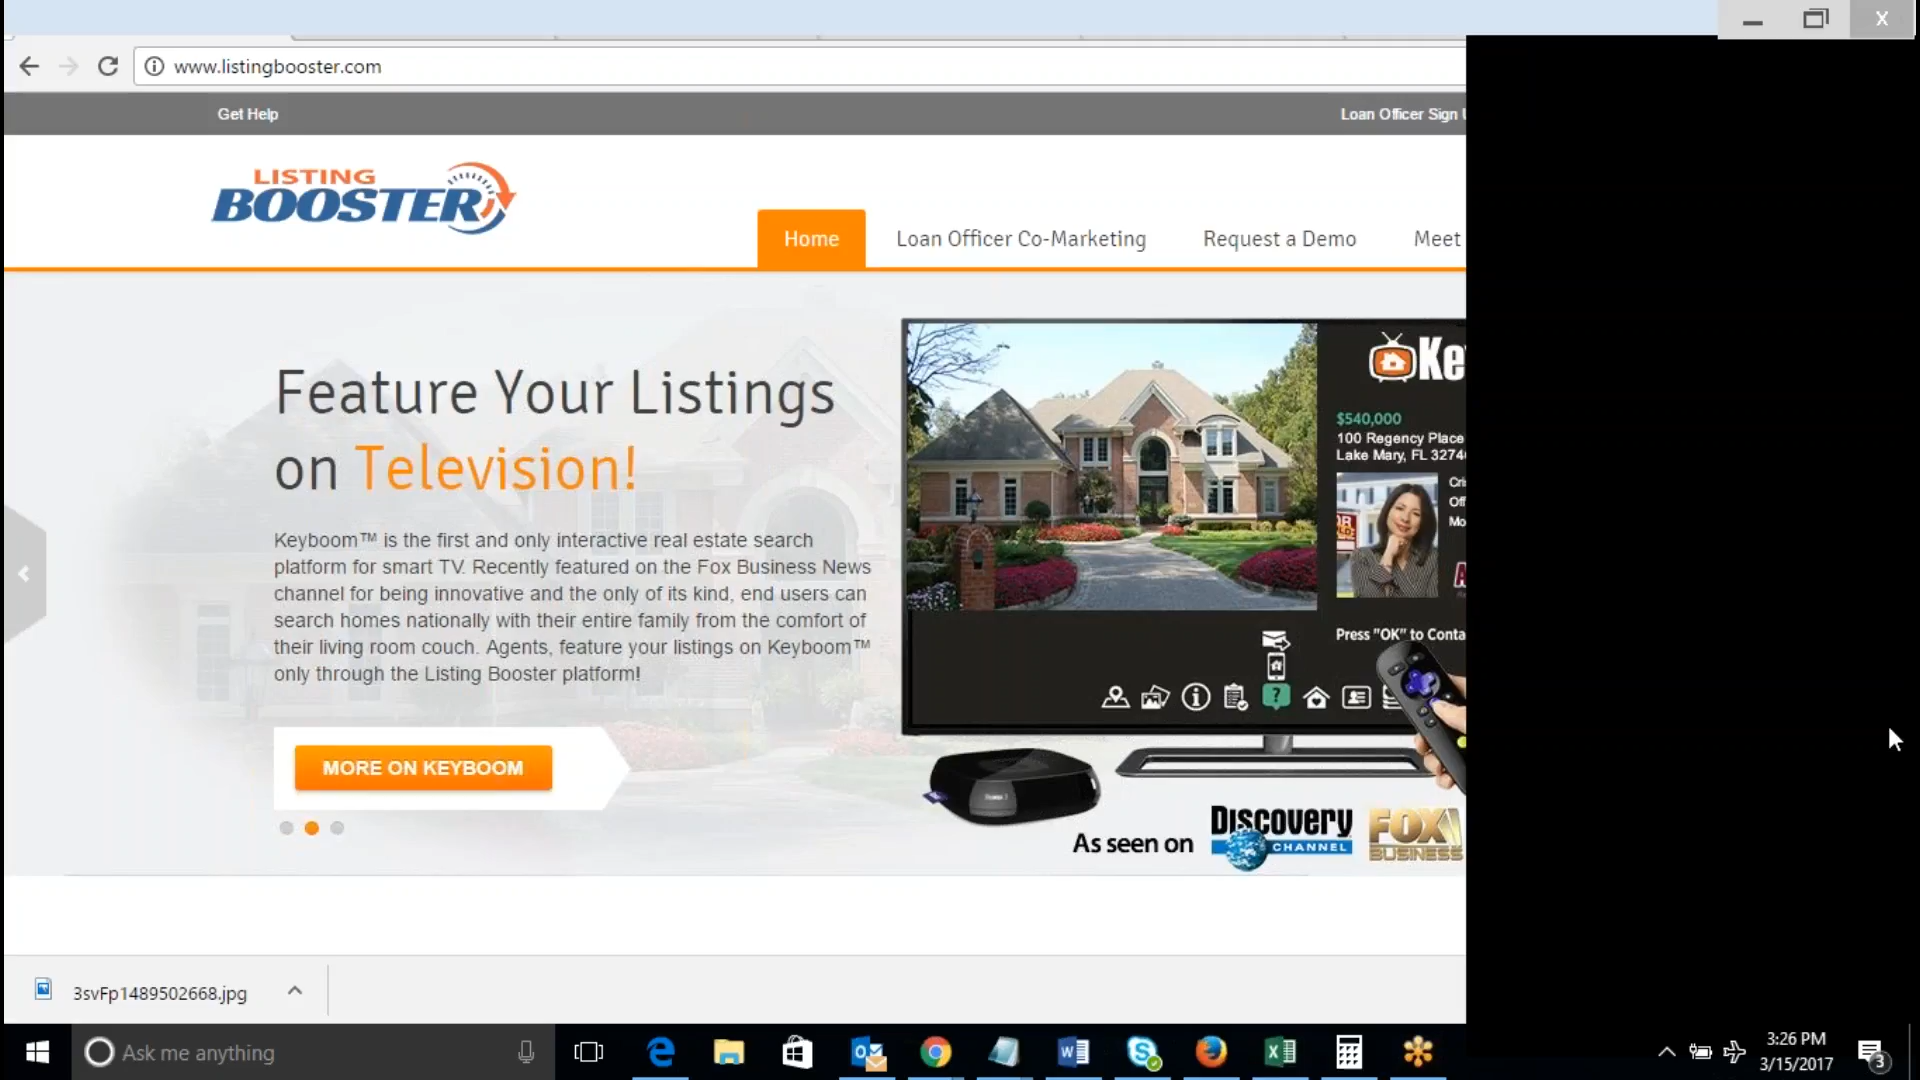 X
www.listingbooster.com
Get Help
Loan Officer Sign
LISTING
BOOSTER
Home
Loan Officer Co-Marketing
Request a Demo
Meet
Feature Your Listings
on Television!
Keyboom™ is the first and only interactive real estate search
platform for smart TV. Recently featured on the Fox Business News
channel for being innovative and the only of its kind, end users can
search homes nationally with their entire family from the comfort of
their living room couch. Agents, feature your listings on Keyboom™
only through the Listing Booster platform!
MORE ON KEYBOOM
Ke
$540,000
100 Regency Place
Lake Mary, FL 3274
Cri
Of
Mo
Press "OK" to Conta
As seen on
Discovery
CHANNEL
FOX
BUSINESS
3svFp1489502668.jpg
Ask me anything
3:26 PM
3/15/2017
3